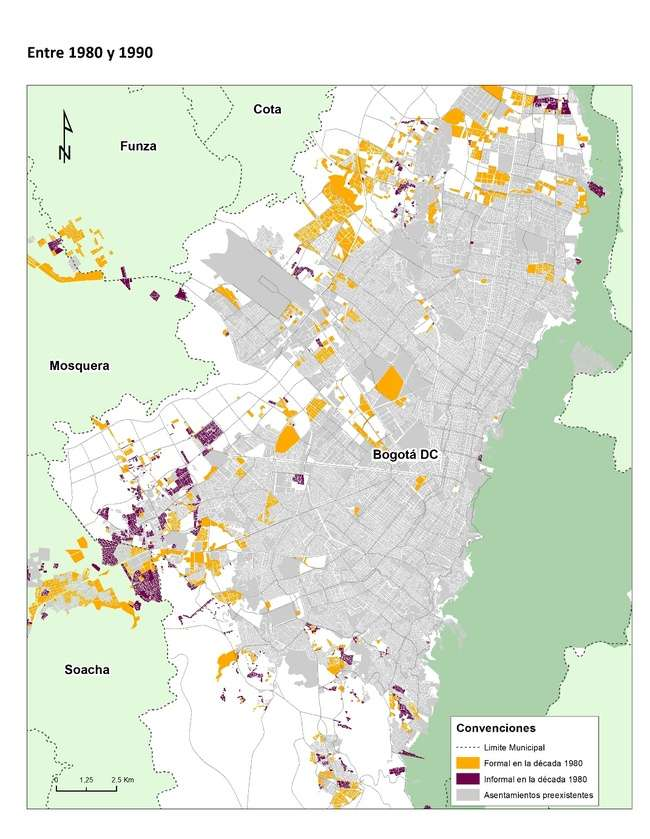 Entre 1980 y 1990
Cota
Funza
N
Mosquera
Bogotá DC
Soacha
Convenciones
Limite Municipal
Formal en la década 1980
Informal en la década 1980
Asentamientos preexistentes
0 1,25 2.5 Km